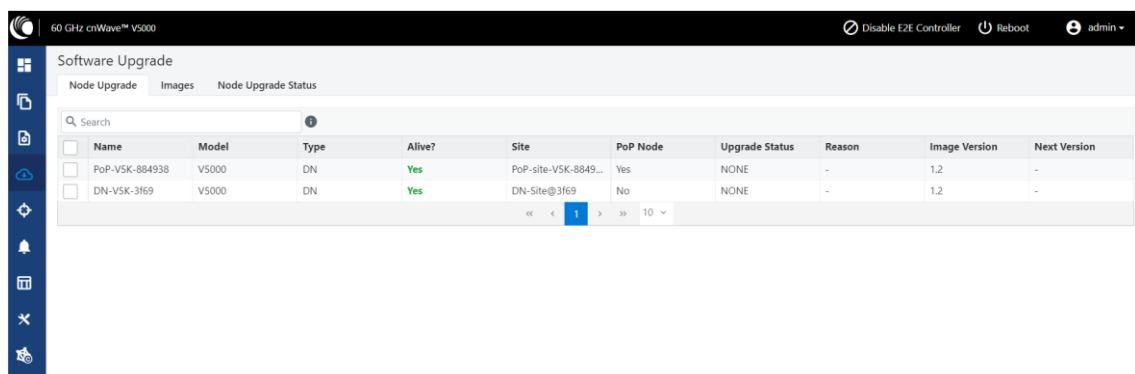 60 GHz cnWave™ V5000 Disable E2E Controller Reboot admin
Software Upgrade
Node Upgrade Images Node Upgrade Status
Search
Name Model Type Alive? Site PoP Node Upgrade Status Reason Image Version Next Version
PoP-V5K-884938 V5000 DN Yes PoP-site-V5K-8849... Yes NONE - 1.2 -
DN-V5K-3f69 V5000 DN Yes DN-Site@3f69 No NONE - 1.2 -
« < 1 > » 10